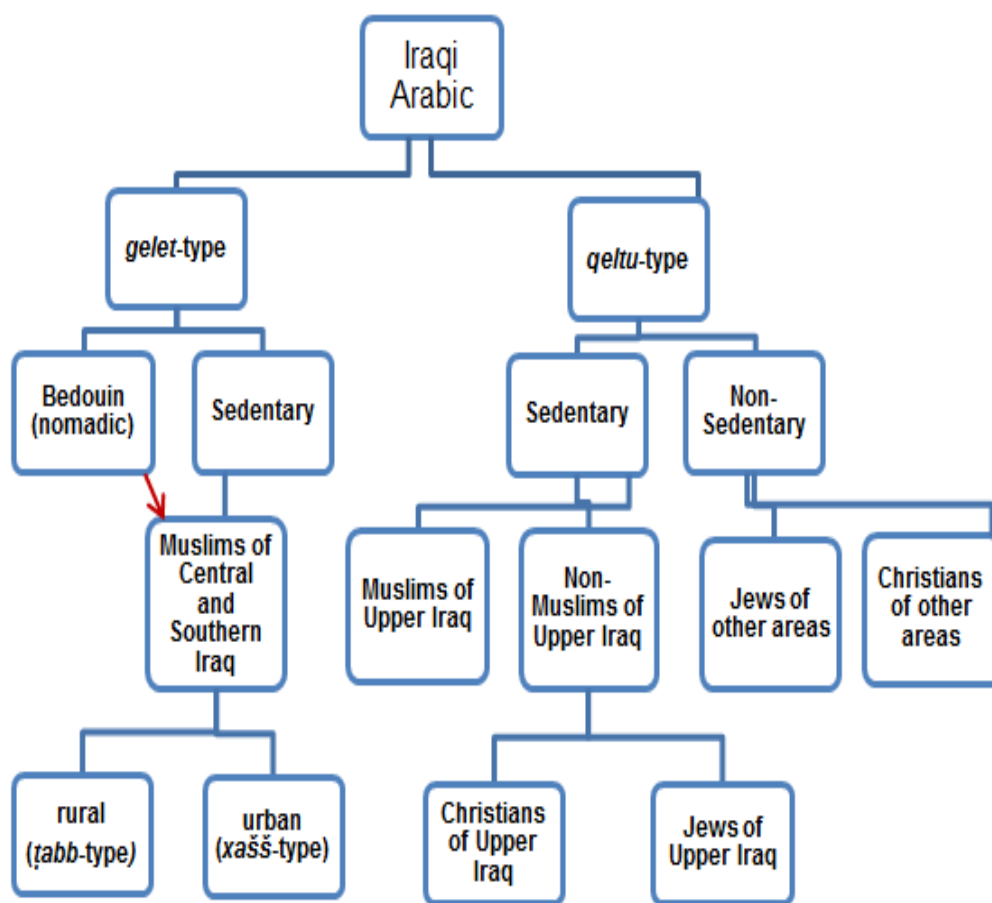 Iraqi
Arabic
gelet-type
qeltu-type
Bedouin
(nomadic)
Sedentary
Sedentary
Non-
Sedentary
Muslims of
Central
and
Southern
Iraq
Muslims of
Upper Iraq
Non-
Muslims of
Upper Iraq
Jews of
other areas
Christians
of other
areas
rural
(ṭabb-type)
urban
(xašš-type)
Christians
of Upper
Iraq
Jews of
Upper Iraq